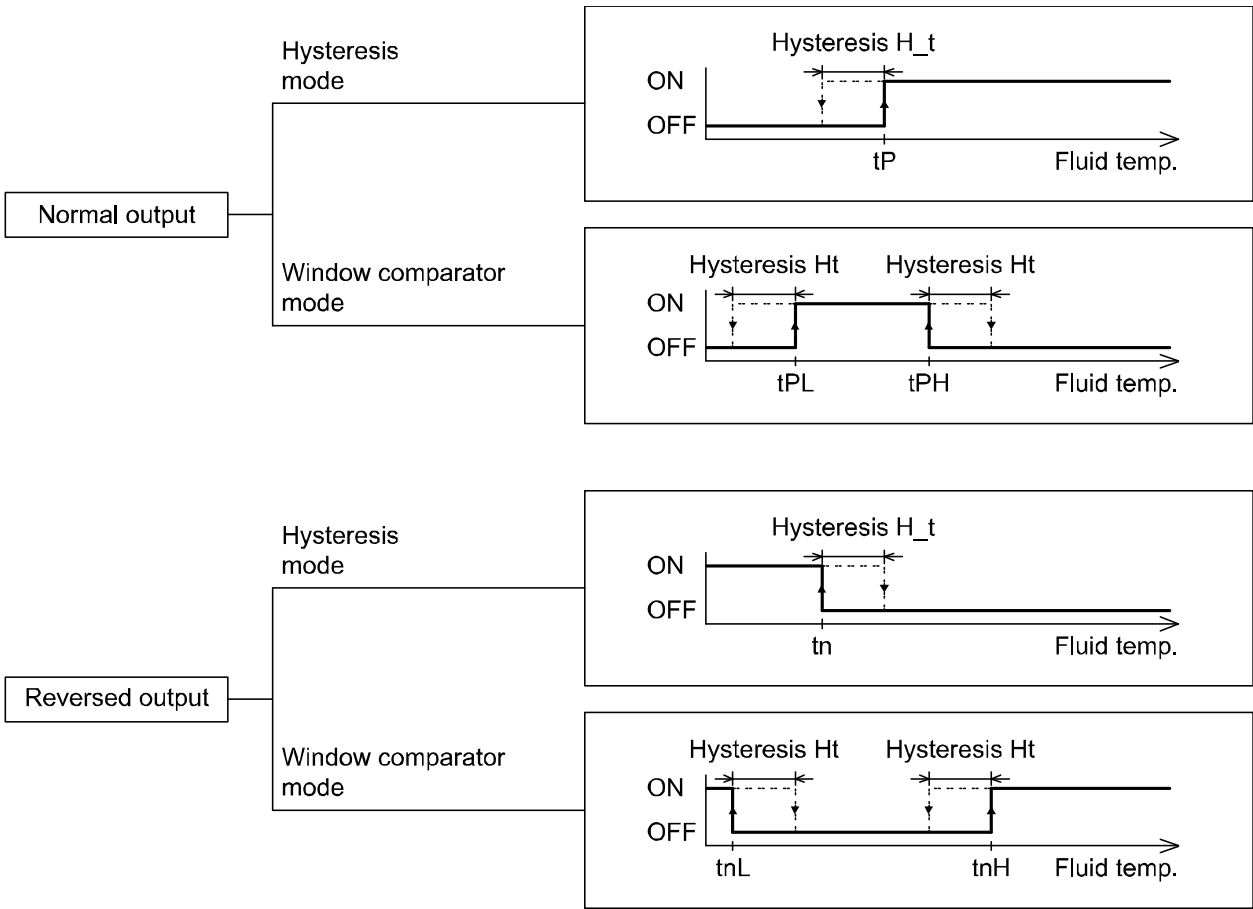 Normal output
Hysteresis
mode
Hysteresis H_t
ON
OFF
tP
Fluid temp.
Window comparator
mode
Hysteresis Ht
Hysteresis Ht
ON
OFF
tPL
tPH
Fluid temp.
Reversed output
Hysteresis
mode
Hysteresis H_t
ON
OFF
tn
Fluid temp.
Window comparator
mode
Hysteresis Ht
Hysteresis Ht
ON
OFF
tnL
tnH
Fluid temp.